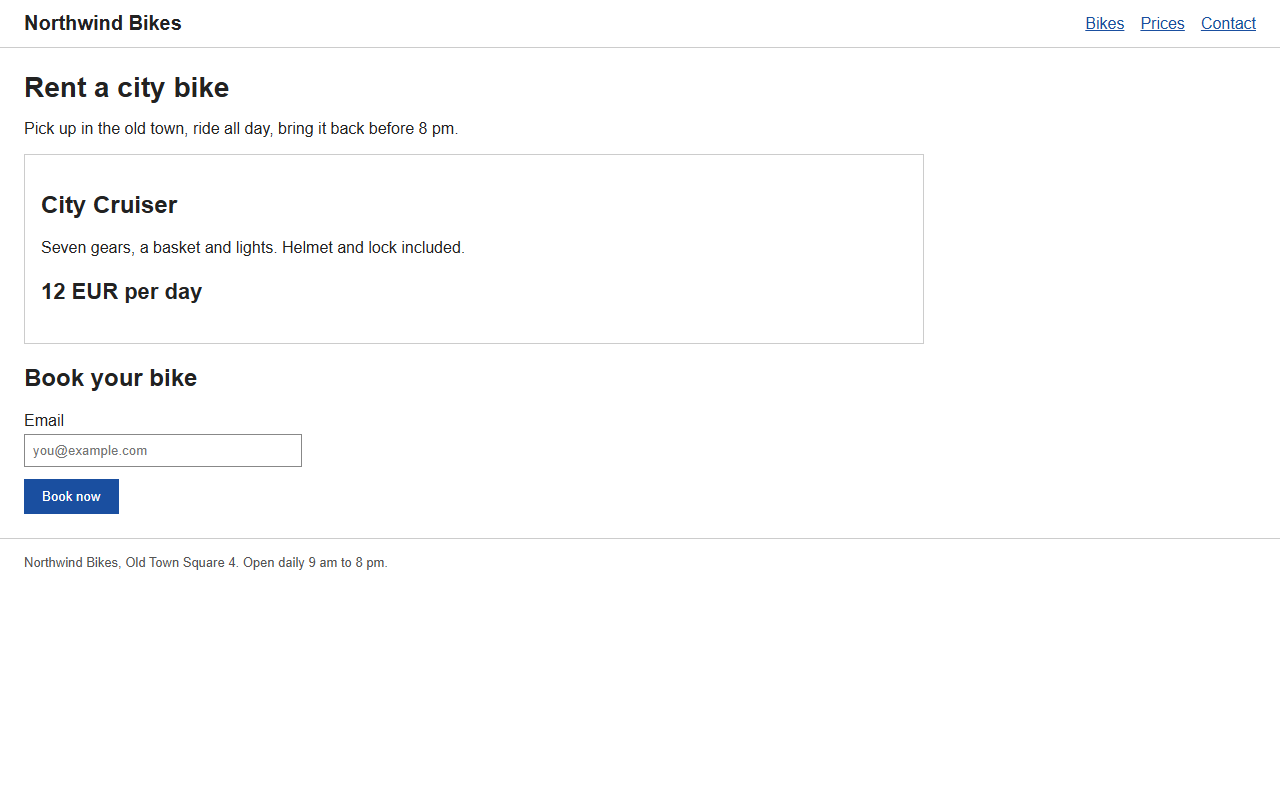 Northwind Bikes
Bikes Prices Contact
Rent a city bike
Pick up in the old town, ride all day, bring it back before 8 pm.
City Cruiser
Seven gears, a basket and lights. Helmet and lock included.
12 EUR per day
Book your bike
Email
you@example.com
Book now
Northwind Bikes, Old Town Square 4. Open daily 9 am to 8 pm.